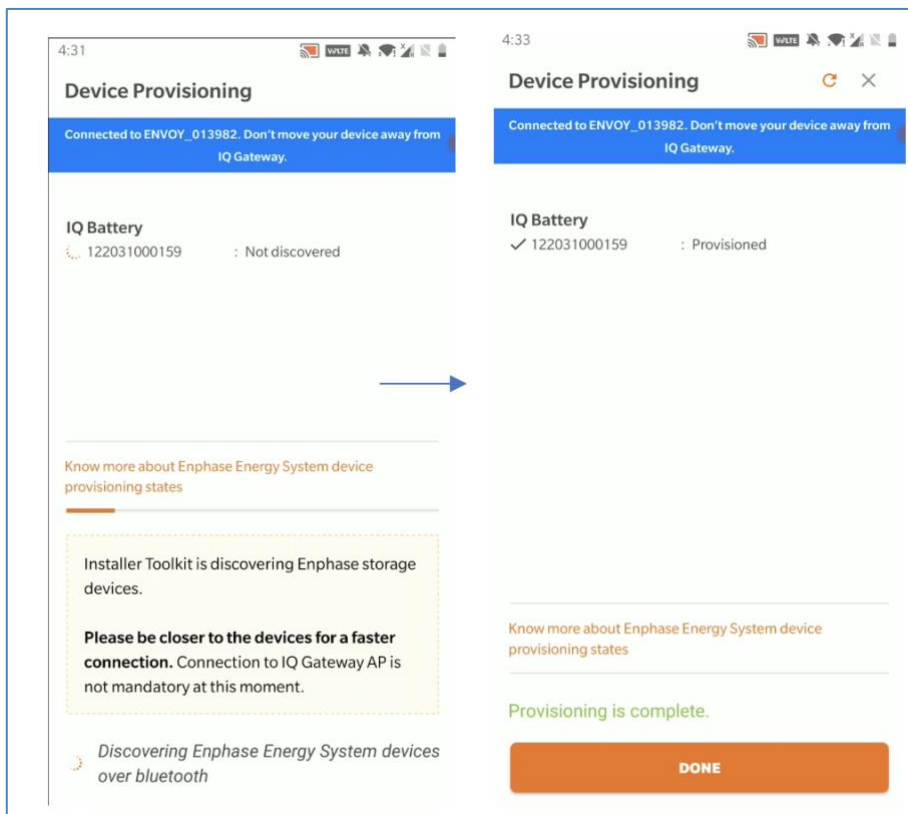 4:31
VoLTE
Device Provisioning
Connected to ENVOY_013982. Don't move your device away from
IQ Gateway.
IQ Battery
122031000159 : Not discovered
Know more about Enphase Energy System device
provisioning states
Installer Toolkit is discovering Enphase storage
devices.
Please be closer to the devices for a faster
connection. Connection to IQ Gateway AP is
not mandatory at this moment.
Discovering Enphase Energy System devices
over bluetooth
4:33
VoLTE
Device Provisioning
Connected to ENVOY_013982. Don't move your device away from
IQ Gateway.
IQ Battery
122031000159 : Provisioned
Know more about Enphase Energy System device
provisioning states
Provisioning is complete.
DONE